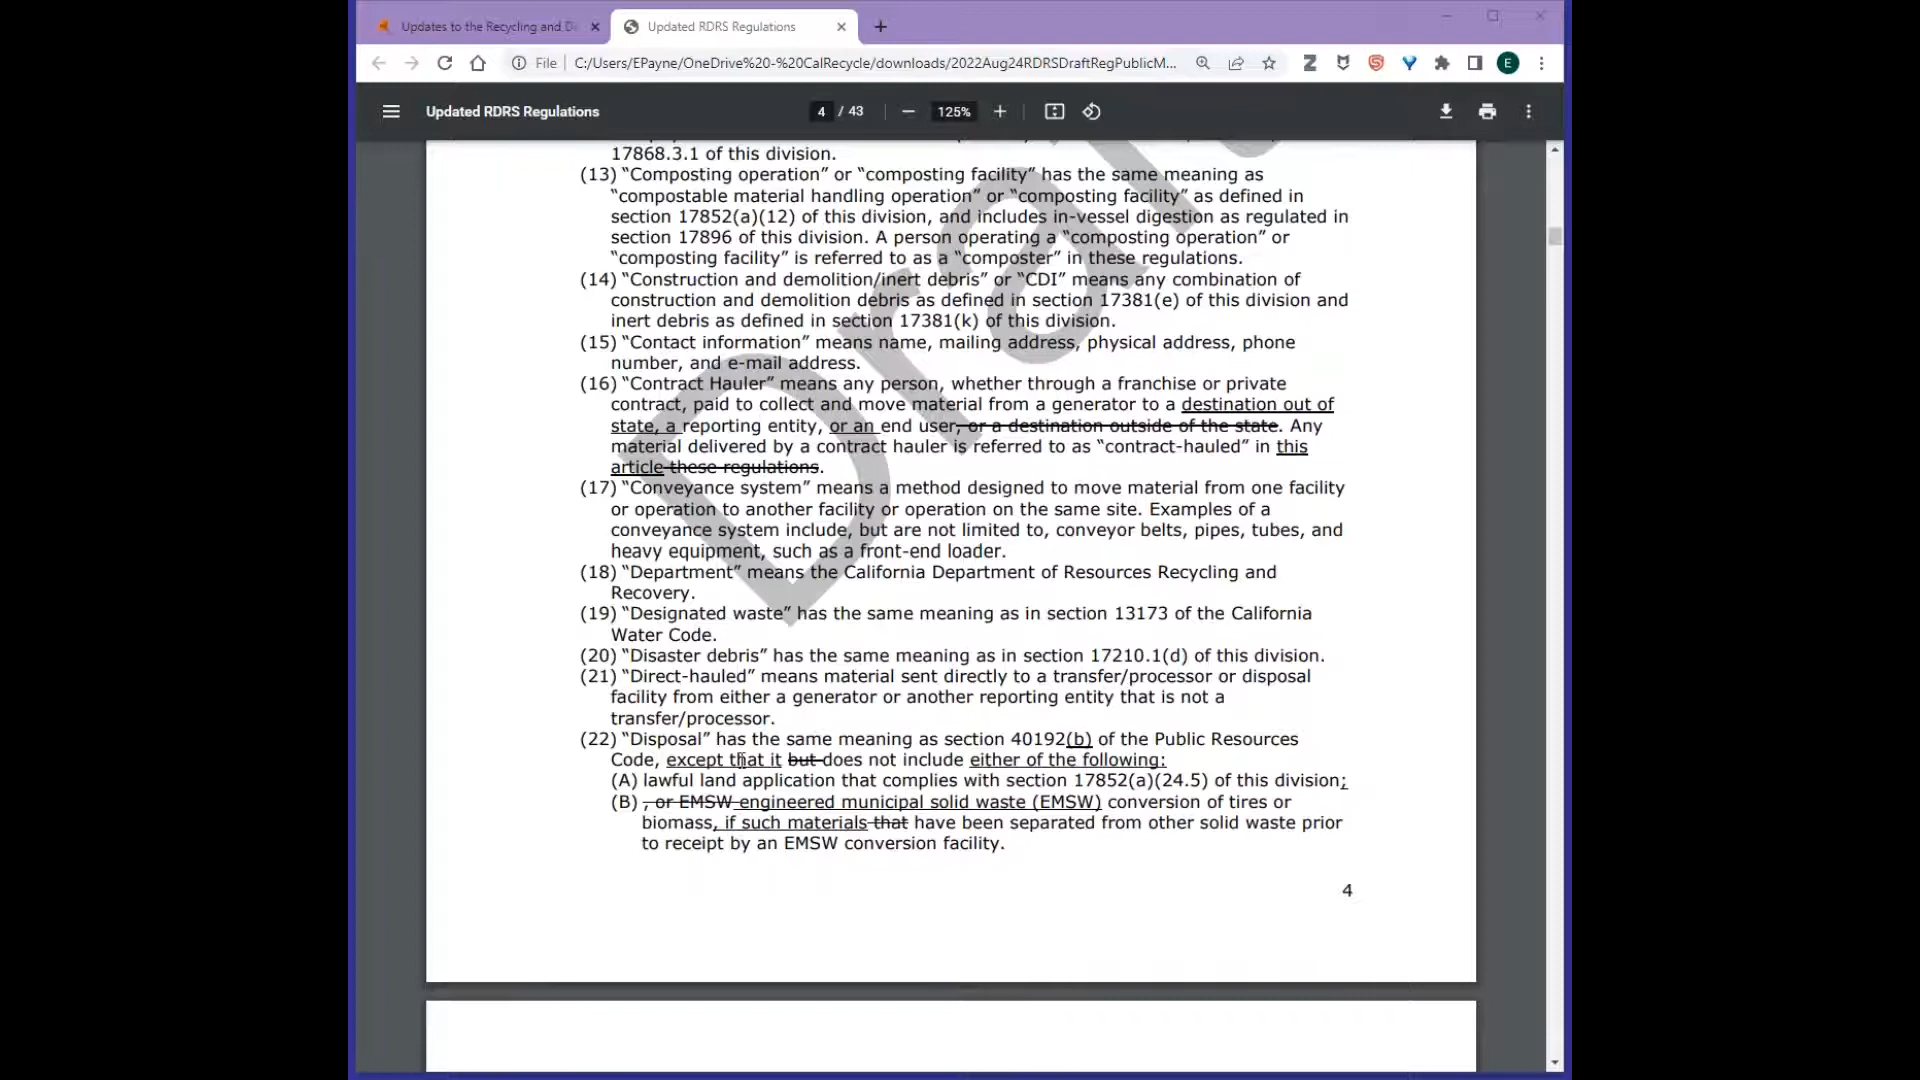 Updates to the Recycling and Di
Updated RDRS Regulations
File
C:/Users/EPayne/OneDrive%20-%20CalRecycle/downloads/2022Aug24RDRSDraftRegPublicM...
E
Updated RDRS Regulations
4 / 43
125%
17868.3.1 of this division.
(13) “Composting operation” or “composting facility” has the same meaning as
“compostable material handling operation” or “composting facility” as defined in
section 17852(a)(12) of this division, and includes in-vessel digestion as regulated in
section 17896 of this division. A person operating a “composting operation” or
“composting facility” is referred to as a “composter” in these regulations.
(14) “Construction and demolition/inert debris” or “CDI” means any combination of
construction and demolition debris as defined in section 17381(e) of this division and
inert debris as defined in section 17381(k) of this division.
(15) “Contact information” means name, mailing address, physical address, phone
number, and e-mail address.
(16) “Contract Hauler” means any person, whether through a franchise or private
contract, paid to collect and move material from a generator to a destination out of
state, a reporting entity, or an end user, or a destination outside of the state. Any
material delivered by a contract hauler is referred to as “contract-hauled” in this
article these regulations.
(17) “Conveyance system” means a method designed to move material from one facility
or operation to another facility or operation on the same site. Examples of a
conveyance system include, but are not limited to, conveyor belts, pipes, tubes, and
heavy equipment, such as a front-end loader.
(18) “Department” means the California Department of Resources Recycling and
Recovery.
(19) “Designated waste” has the same meaning as in section 13173 of the California
Water Code.
(20) “Disaster debris” has the same meaning as in section 17210.1(d) of this division.
(21) “Direct-hauled” means material sent directly to a transfer/processor or disposal
facility from either a generator or another reporting entity that is not a
transfer/processor.
(22) “Disposal” has the same meaning as section 40192(b) of the Public Resources
Code, except that it but does not include either of the following:
(A) lawful land application that complies with section 17852(a)(24.5) of this division;
(B) , or EMSW engineered municipal solid waste (EMSW) conversion of tires or
biomass, if such materials that have been separated from other solid waste prior
to receipt by an EMSW conversion facility.
4
Draft